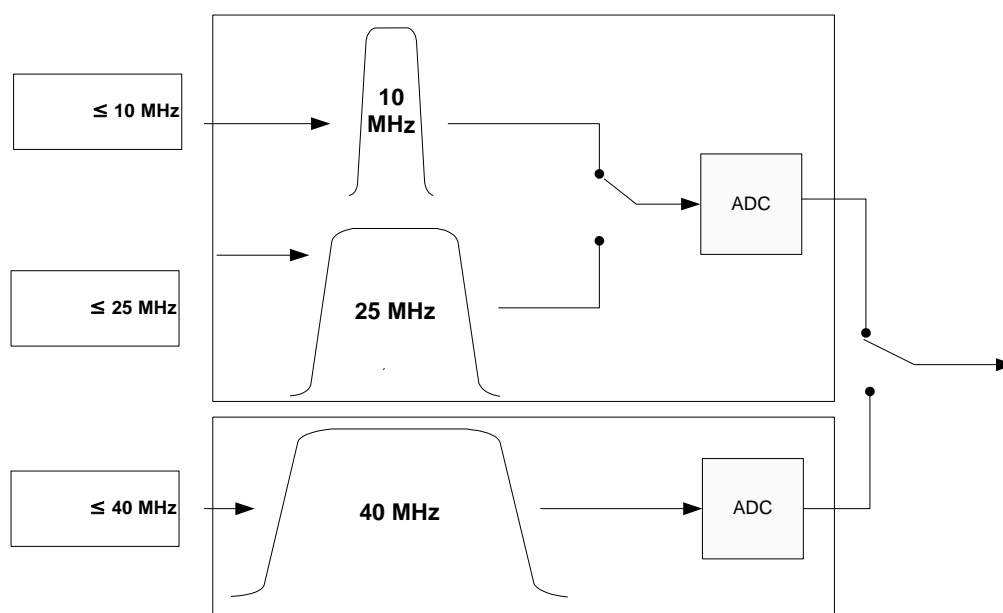 ≤ 10 MHz
10
MHz
ADC
≤ 25 MHz
25 MHz
≤ 40 MHz
40 MHz
ADC